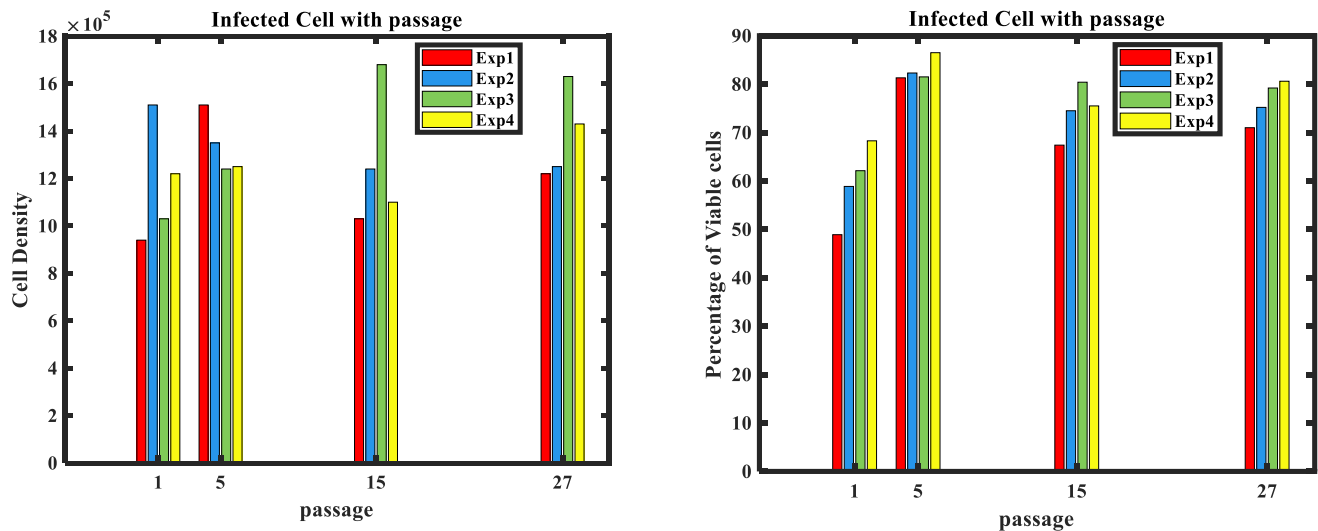 Infected Cell with passage
×10⁵
18
16
14
12
10
8
6
4
2
0
Cell Density
Exp1
Exp2
Exp3
Exp4
1 5 15 27
passage
Infected Cell with passage
90
80
70
60
50
40
30
20
10
0
Percentage of Viable cells
Exp1
Exp2
Exp3
Exp4
1 5 15 27
passage